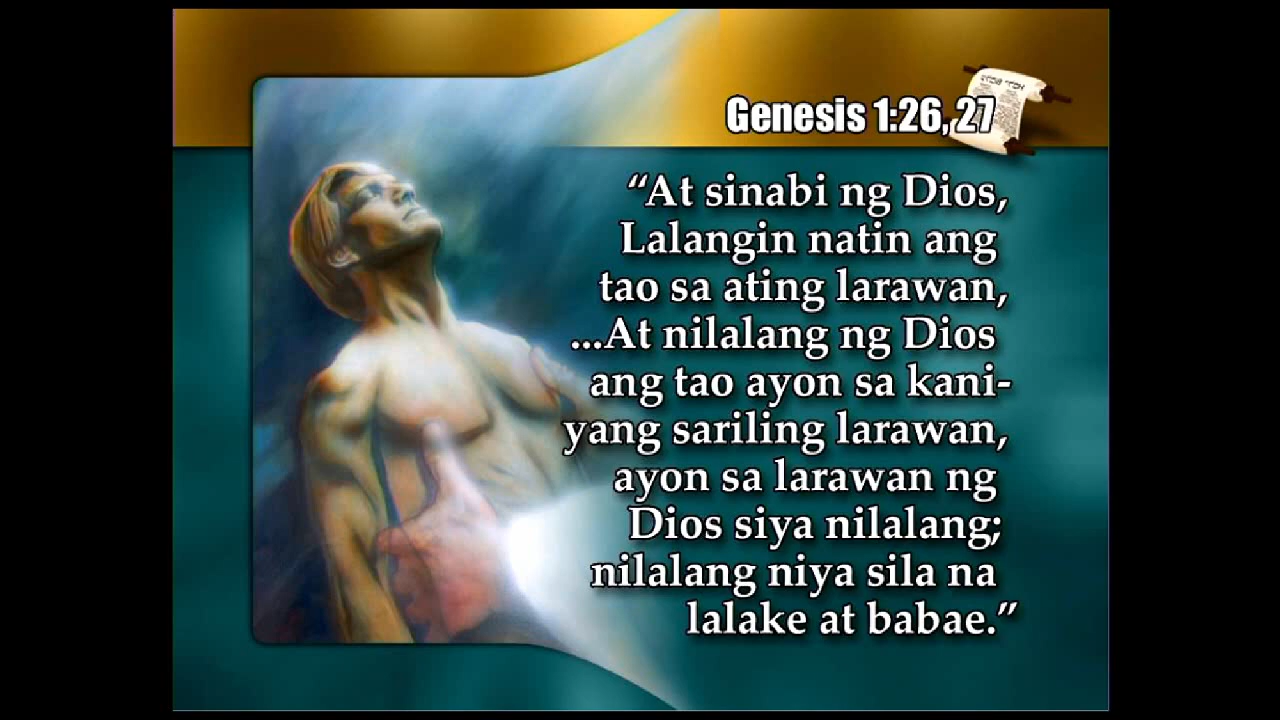 Genesis 1:26,27
“At sinabi ng Dios,
Lalangin natin ang
tao sa ating larawan,
...At nilalang ng Dios
ang tao ayon sa kani-
yang sariling larawan,
ayon sa larawan ng
Dios siya nilalang;
nilalang niya sila na
lalake at babae.”